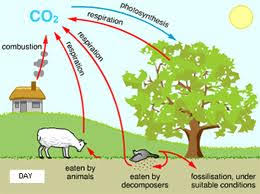 CO₂
photosynthesis
respiration
combustion
respiration
respiration
DAY
eaten by
animals
eaten by
decomposers
fossilisation, under
suitable conditions